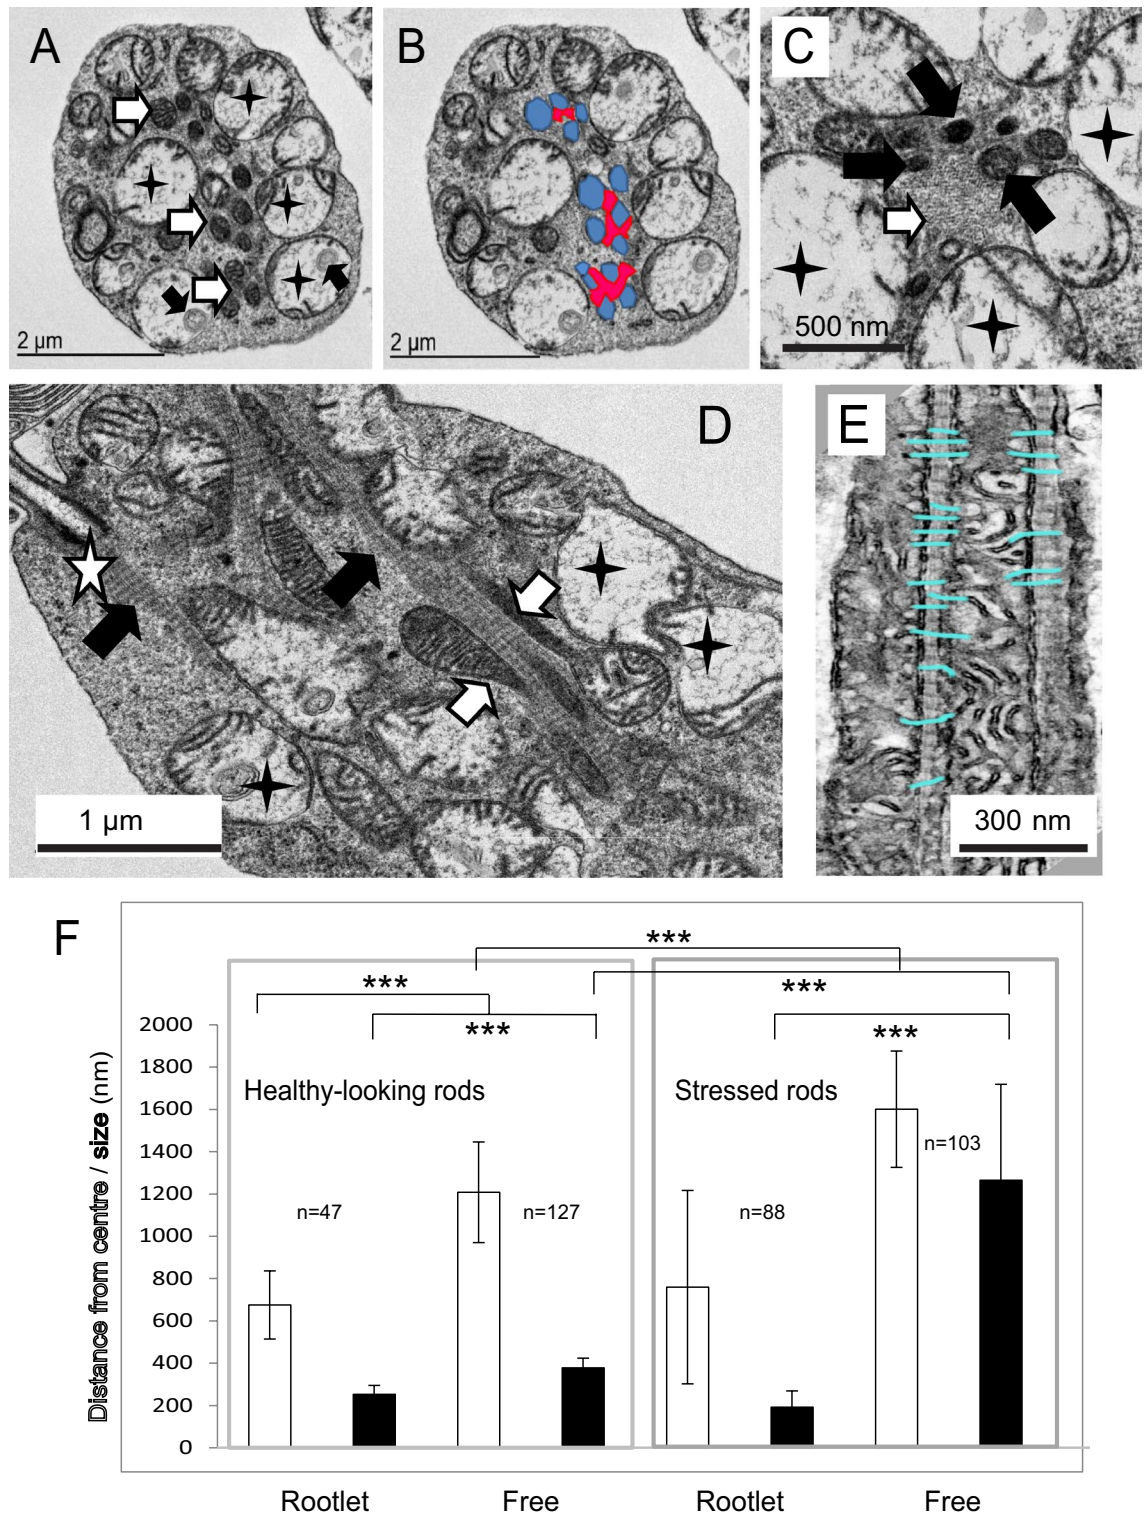 A
B
C
2 µm
2 µm
500 nm
D
E
1 µm
300 nm
F
***
***
***
***
***
2000
1800
1600
1400
1200
1000
800
600
400
200
0
Distance from centre / size (nm)
Healthy-looking rods
Stressed rods
n=47
n=127
n=88
n=103
Rootlet
Free
Rootlet
Free